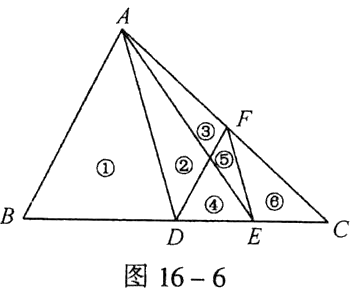 A
F
③
① ② ⑤
④ ⑥
B D E C
图 16-6